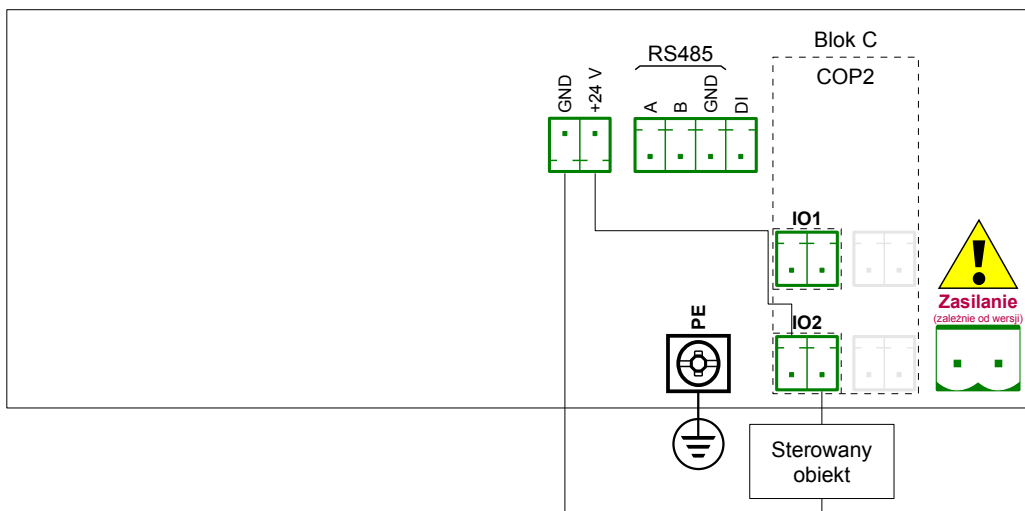 Blok C
RS485
COP2
GND
+24 V
A
B
GND
DI
IO1
!
Zasilanie
(zależnie od wersji)
PE
IO2
Sterowany
obiekt